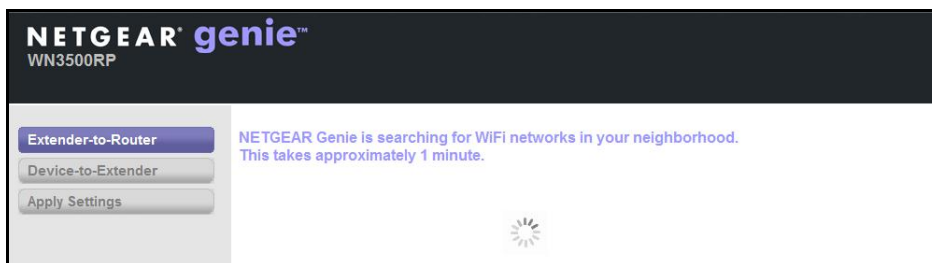 NETGEAR® genie™
WN3500RP
Extender-to-Router
Device-to-Extender
Apply Settings
NETGEAR Genie is searching for WiFi networks in your neighborhood.
This takes approximately 1 minute.